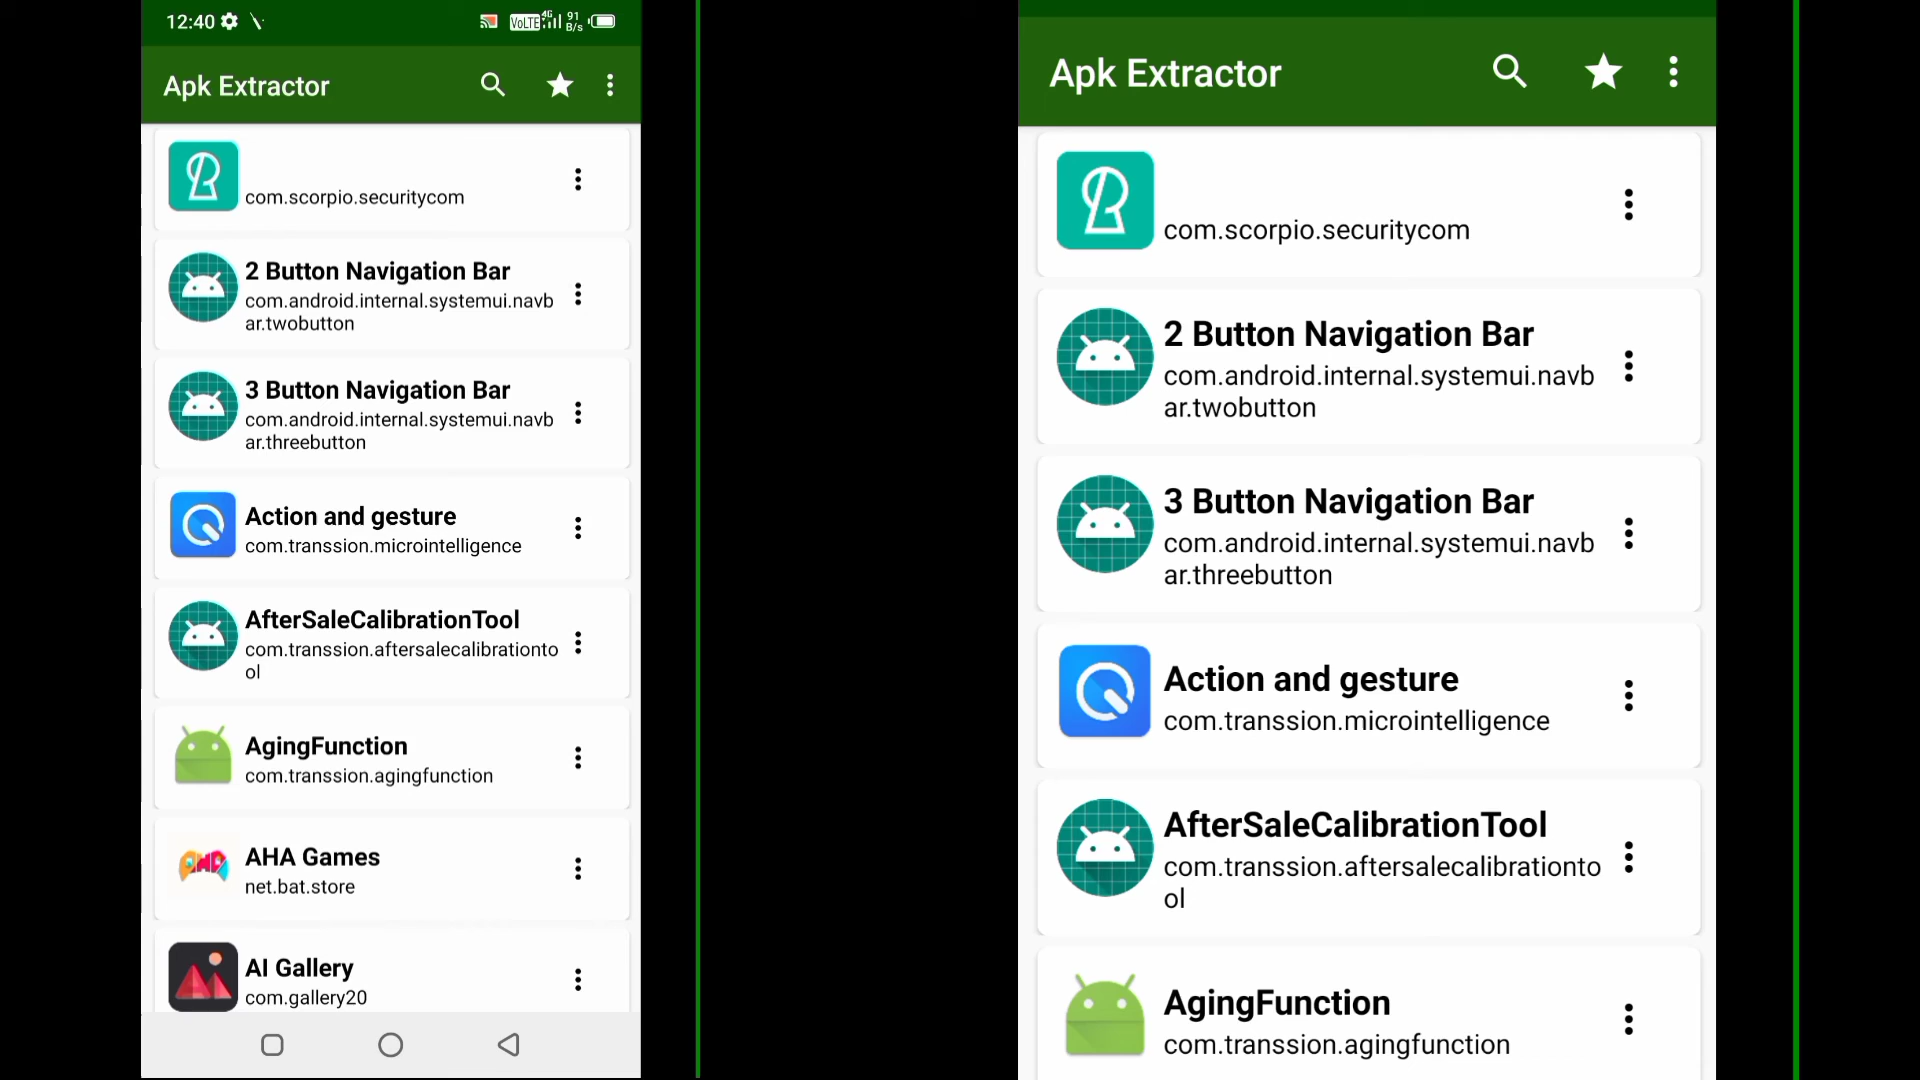 12:40
VoLTE 4G 91 B/s
Apk Extractor
com.scorpio.securitycom
2 Button Navigation Bar
com.android.internal.systemui.navb
ar.twobutton
3 Button Navigation Bar
com.android.internal.systemui.navb
ar.threebutton
Action and gesture
com.transsion.microintelligence
AfterSaleCalibrationTool
com.transsion.aftersalecalibrationto
ol
AgingFunction
com.transsion.agingfunction
AHA Games
net.bat.store
AI Gallery
com.gallery20
Apk Extractor
com.scorpio.securitycom
2 Button Navigation Bar
com.android.internal.systemui.navb
ar.twobutton
3 Button Navigation Bar
com.android.internal.systemui.navb
ar.threebutton
Action and gesture
com.transsion.microintelligence
AfterSaleCalibrationTool
com.transsion.aftersalecalibrationto
ol
AgingFunction
com.transsion.agingfunction